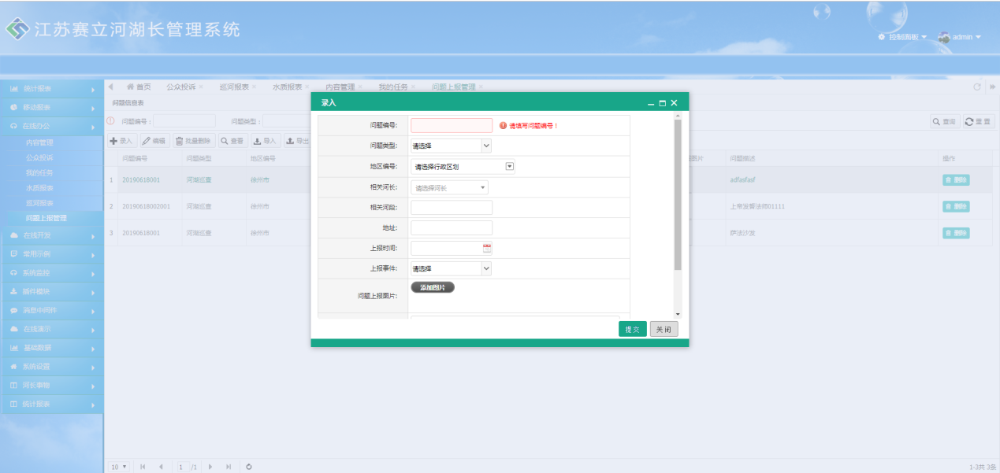 江苏赛立河湖长管理系统
控制面板 admin
统计报表
移动报表
在线办公
内容管理
公众投诉
我的任务
水质报表
巡河报表
问题上报管理
在线开发
常用示例
系统监控
插件模块
消息中间件
在线演示
基础数据
系统设置
河长事物
统计报表
首页 公众投诉 巡河报表 水质报表 内容管理 我的任务 问题上报管理
问题信息表
问题编号: 问题类型: 查询 重置
录入 编辑 批量删除 查看 导入 导出
问题编号 问题类型 地区编号 图片 问题描述 操作
1 20190618001 河湖巡查 徐州市 adfasfasf 删除
2 20190618002001 河湖巡查 徐州市 上帝发誓法师01111 删除
3 20190618001 河湖巡查 徐州市 萨法沙发 删除
录入
问题编号: 请填写问题编号!
问题类型: 请选择
地区编号: 请选择行政区划
相关河长: 请选择河长
相关河段:
地址:
上报时间:
上报事件: 请选择
问题上报图片: 添加图片
提交 关闭
10 1 /1 1-3共 3条